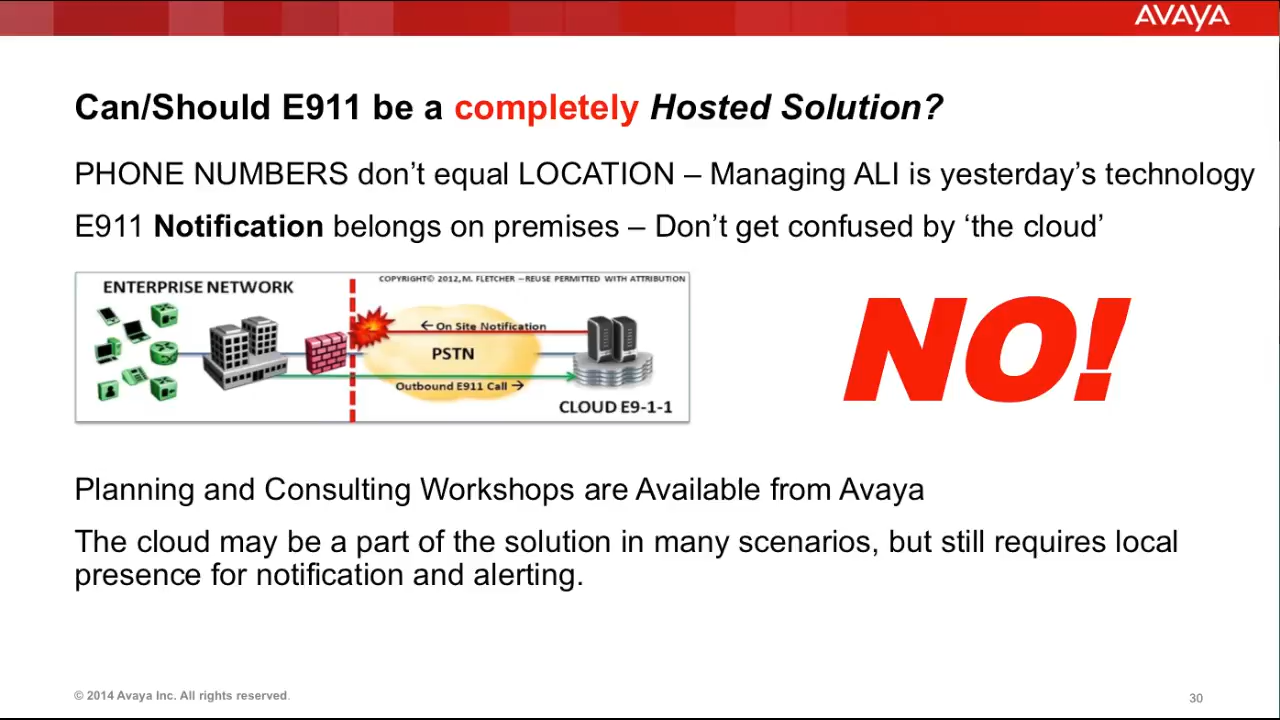 AVAYA
Can/Should E911 be a completely Hosted Solution?
PHONE NUMBERS don’t equal LOCATION – Managing ALI is yesterday’s technology
E911 Notification belongs on premises – Don’t get confused by ‘the cloud’
COPYRIGHT© 2012, M. FLETCHER – REUSE PERMITTED WITH ATTRIBUTION
ENTERPRISE NETWORK
← On Site Notification
PSTN
Outbound E911 Call →
CLOUD E9-1-1
NO!
Planning and Consulting Workshops are Available from Avaya
The cloud may be a part of the solution in many scenarios, but still requires local
presence for notification and alerting.
© 2014 Avaya Inc. All rights reserved.
30